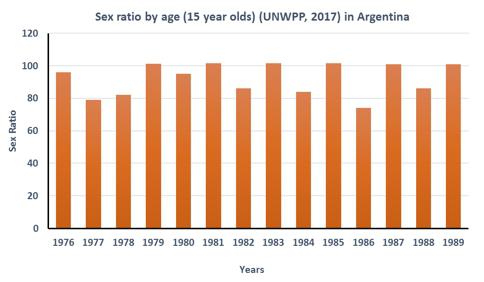 Sex ratio by age (15 year olds) (UNWPP, 2017) in Argentina
120
100
80
60
40
20
0
Sex Ratio
1976 1977 1978 1979 1980 1981 1982 1983 1984 1985 1986 1987 1988 1989
Years